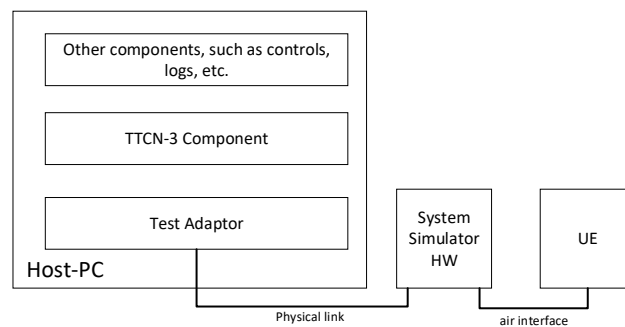 Other components, such as controls,
logs, etc.
TTCN-3 Component
Test Adaptor
Host-PC
System
Simulator
HW
UE
Physical link
air interface